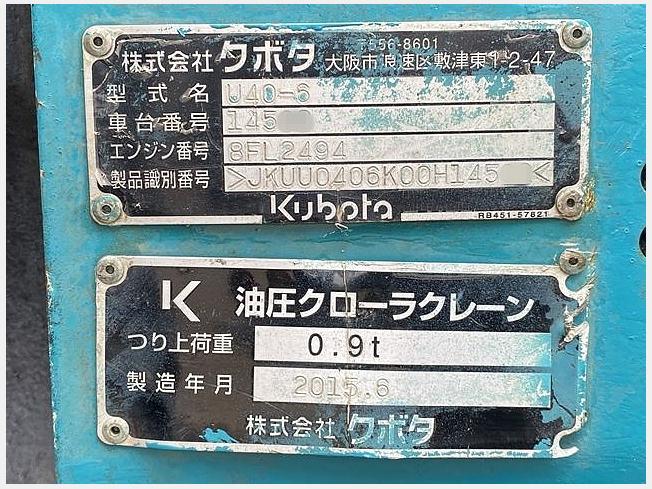 株式会社 クボタ 〒556-8601 大阪市浪速区敷津東1-2-47
型式名 U40-6
車台番号 145
エンジン番号 8FL2494
製品識別番号 >JKUU0406K00H145 <
Kubota RB451-57821
K 油圧クローラクレーン
つり上荷重 0.9t
製造年月 2015.6
株式会社 クボタ